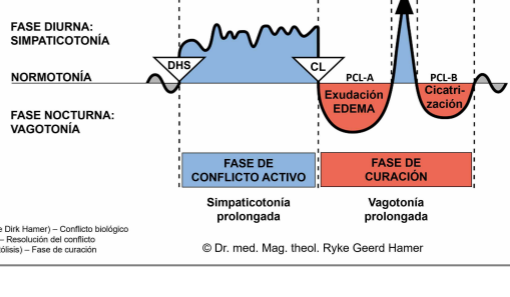 FASE DIURNA:
SIMPATICOTONÍA
DHS
CL
NORMOTONÍA
PCL-A
PCL-B
Exudación
EDEMA
Cicatri-
zación
FASE NOCTURNA:
VAGOTONÍA
FASE DE
CONFLICTO ACTIVO
FASE DE
CURACIÓN
Simpaticotonía
prolongada
Vagotonía
prolongada
e Dirk Hamer) – Conflicto biológico
– Resolución del conflicto
tólisis) – Fase de curación
© Dr. med. Mag. theol. Ryke Geerd Hamer